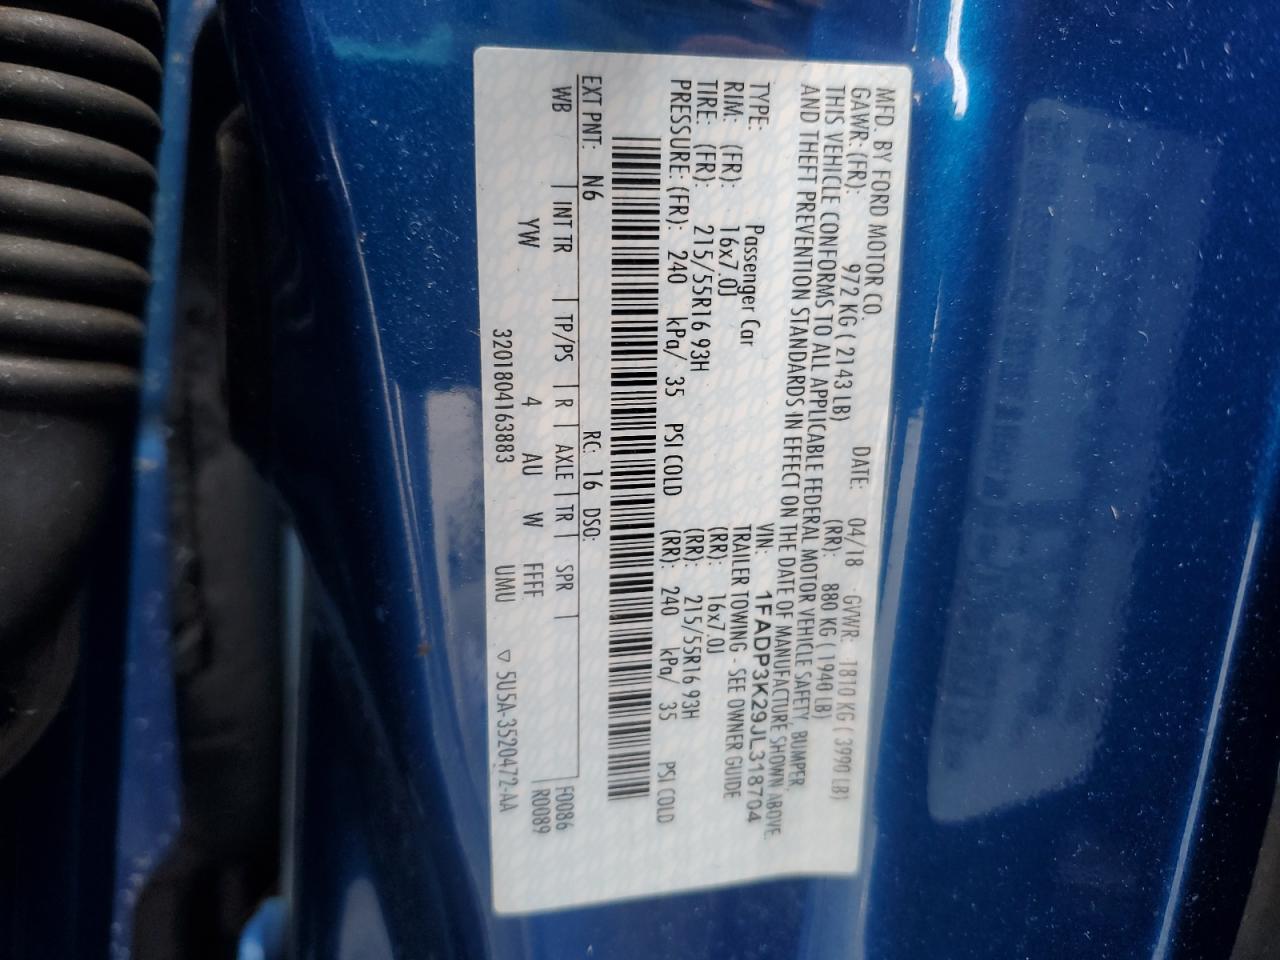 MFD. BY FORD MOTOR CO.
DATE: 04/18 GVWR: 1810 KG ( 3990 LB)
GAWR: (FR): 972 KG ( 2143 LB) (RR): 880 KG ( 1940 LB)
THIS VEHICLE CONFORMS TO ALL APPLICABLE FEDERAL MOTOR VEHICLE SAFETY, BUMPER,
AND THEFT PREVENTION STANDARDS IN EFFECT ON THE DATE OF MANUFACTURE SHOWN ABOVE.
VIN: 1FADP3K29JL318704
TYPE: Passenger Car TRAILER TOWING - SEE OWNER GUIDE
RIM: (FR): 16x7.0J (RR): 16x7.0J
TIRE: (FR): 215/55R16 93H (RR): 215/55R16 93H
PRESSURE: (FR): 240 kPa/ 35 PSI COLD (RR): 240 kPa/ 35 PSI COLD
EXT PNT: N6 RC: 16 DSO:
WB INT TR TP/PS R AXLE TR SPR F0086
YW 4 AU W FFFF R0089
3201804163883 UMU ▽ 5U5A-3520472-AA